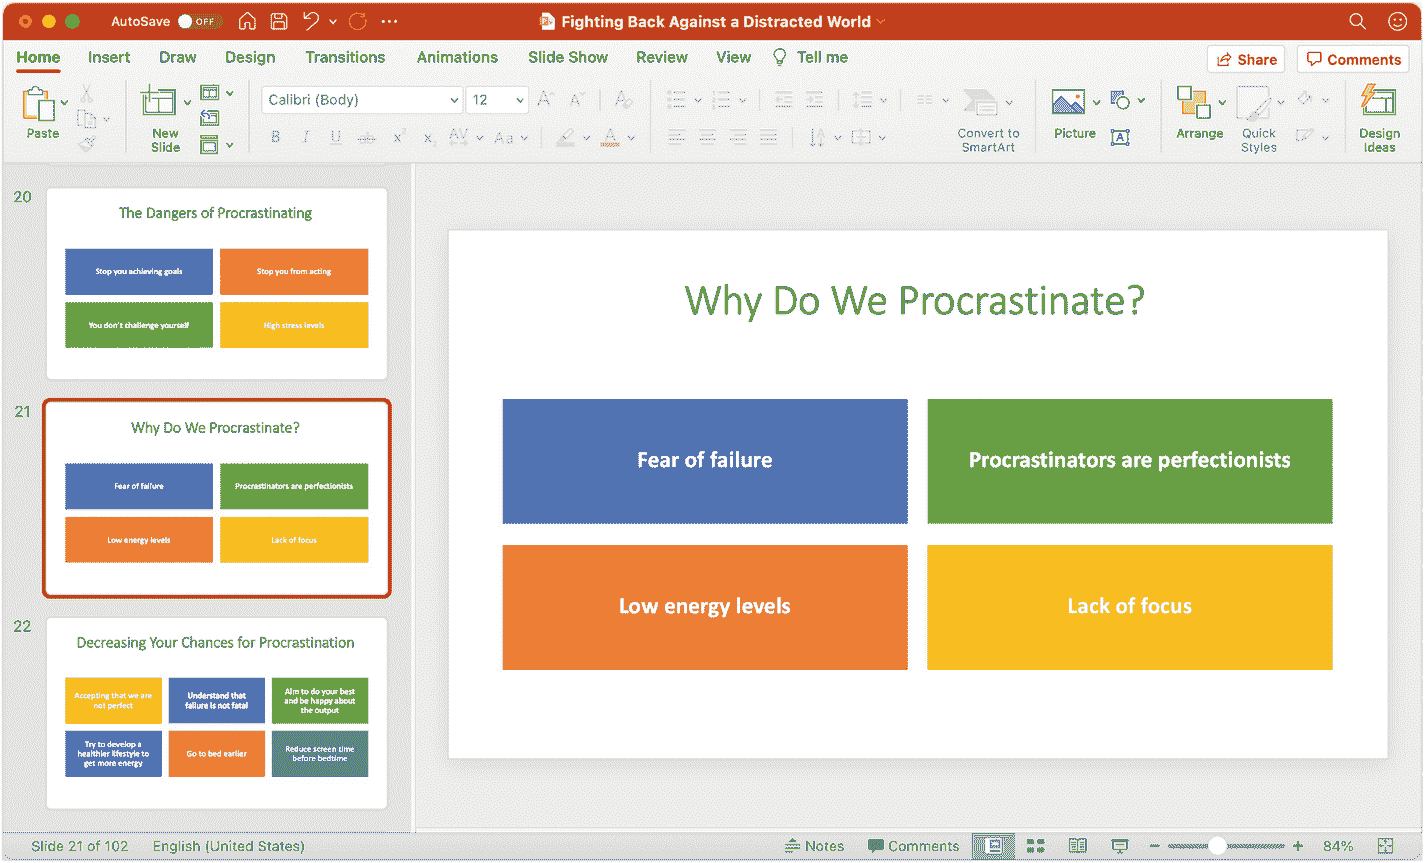 AutoSave OFF
Fighting Back Against a Distracted World
Home Insert Draw Design Transitions Animations Slide Show Review View Tell me
Share Comments
Paste
New
Slide
Calibri (Body) 12
Convert to
SmartArt
Picture
Arrange
Quick
Styles
Design
Ideas
20
The Dangers of Procrastinating
Stop you achieving goals
Stop you from acting
You don't challenge yourself
High stress levels
21
Why Do We Procrastinate?
Fear of failure
Procrastinators are perfectionists
Low energy levels
Lack of focus
22
Decreasing Your Chances for Procrastination
Accepting that we are
not perfect
Understand that
failure is not fatal
Aim to do your best
and be happy about
the output
Try to develop a
healthier lifestyle to
get more energy
Go to bed earlier
Reduce screen time
before bedtime
Why Do We Procrastinate?
Fear of failure
Procrastinators are perfectionists
Low energy levels
Lack of focus
Slide 21 of 102 English (United States)
Notes Comments 84%